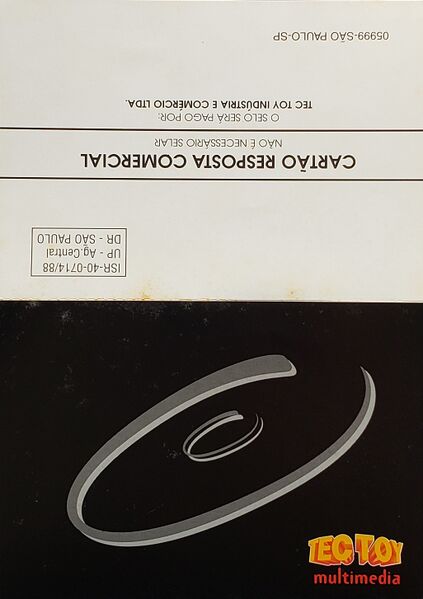 ISR-40-0714/88
UP - Ag.Central
DR - SÃO PAULO
CARTÃO RESPOSTA COMERCIAL
NÃO É NECESSÁRIO SELAR
O SELO SERÁ PAGO POR:
TEC TOY INDÚSTRIA E COMÉRCIO LTDA.
05999-SÃO PAULO-SP
TEC TOY
multimedia